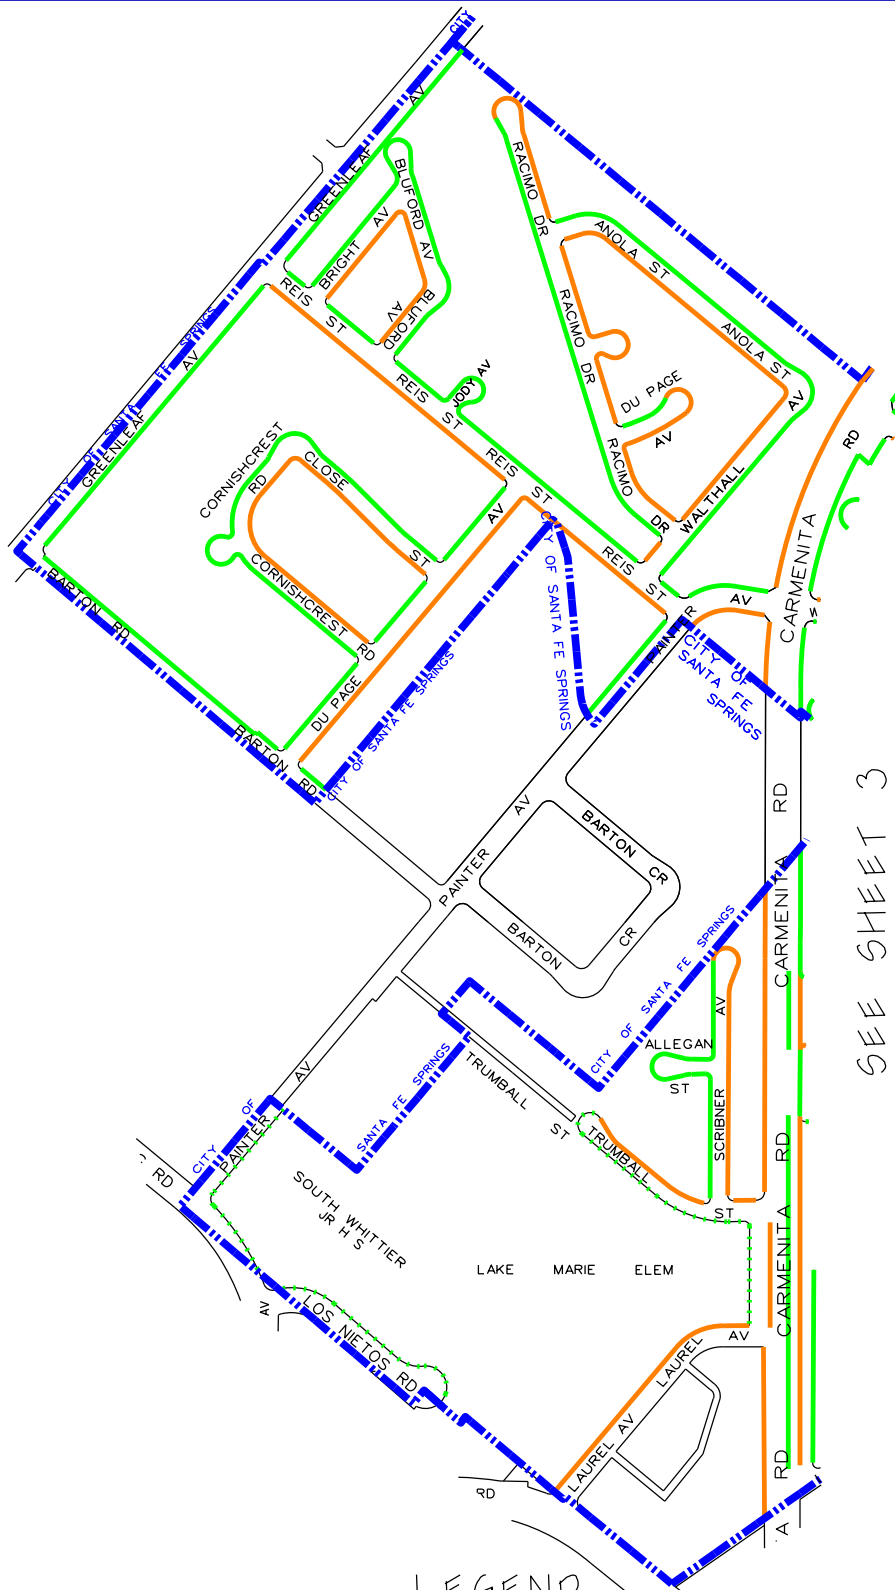 CITY
AV
GREENLEAF
BLUFORD AV
BRIGHT AV
BLUFORD
AV
REIS ST
RACIMO DR
ANOLA ST
ANOLA ST
AV
RACIMO DR
DU PAGE
AV
RACIMO
DR
WALTHALL
CITY OF SANTA FE SPRINGS
AV
GREENLEAF
JODY AV
REIS ST
REIS ST
REIS ST
RD
CARMENITA
AV
CORNISHCREST
RD
CLOSE
ST
AV
CORNISHCREST
RD
DU PAGE
BARTON RD
BARTON
RD
CITY OF SANTA FE SPRINGS
CITY OF SANTA FE SPRINGS
PAINTER
CITY OF
SANTA FE
SPRINGS
RD
CARMENITA
SEE SHEET 3
AV
PAINTER
BARTON CR
BARTON
CR
CITY OF SANTA FE SPRINGS
AV
ALLEGAN
ST
SCRIBNER
AV
TRUMBALL
ST
TRUMBALL
ST
SANTA FE SPRINGS
CITY OF
PAINTER
RD
SOUTH WHITTIER
JR H S
LAKE MARIE ELEM
RD
CARMENITA
AV
LOS NIETOS RD
AV
LAUREL
LAUREL AV
RD
RD
A
LEGEND